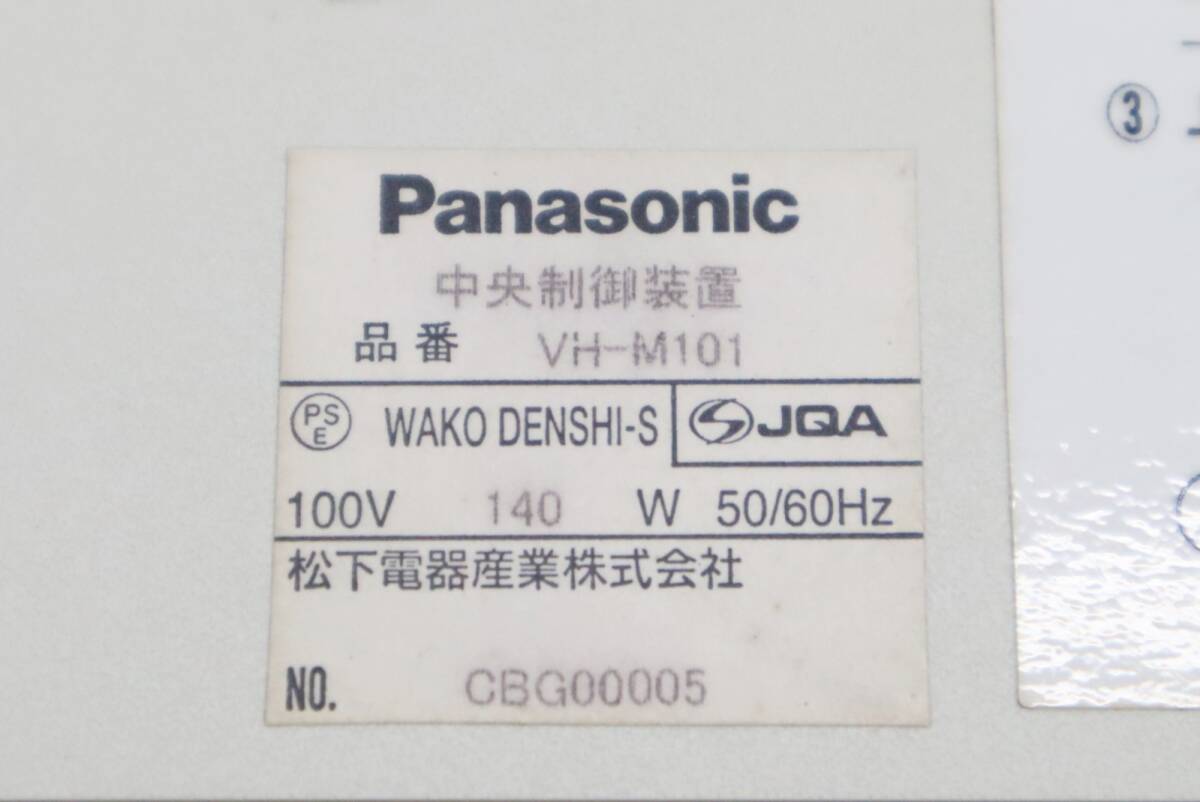 Panasonic
中央制御装置
品番 VH-M101
PSE WAKO DENSHI-S JQA
100V 140 W 50/60Hz
松下電器産業株式会社
NO. CBG00005
③